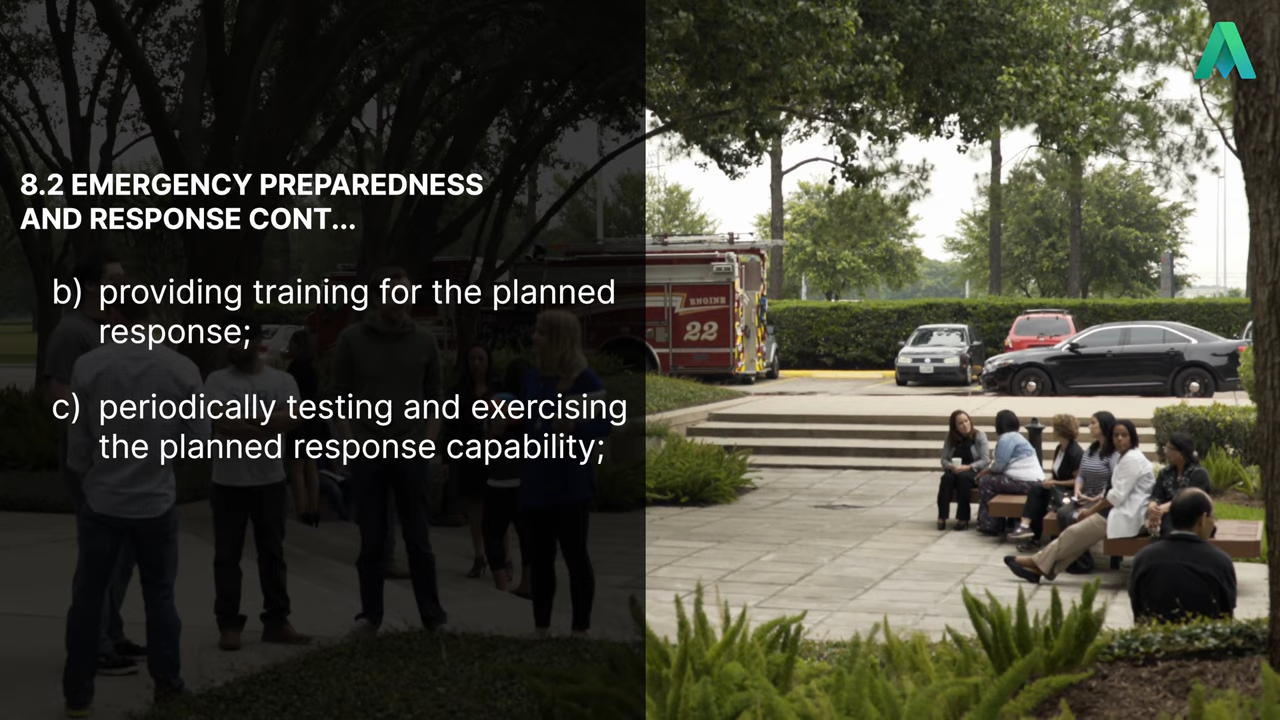 8.2 EMERGENCY PREPAREDNESS
AND RESPONSE CONT...
b) providing training for the planned
response;
c) periodically testing and exercising
the planned response capability;
ENGINE
22